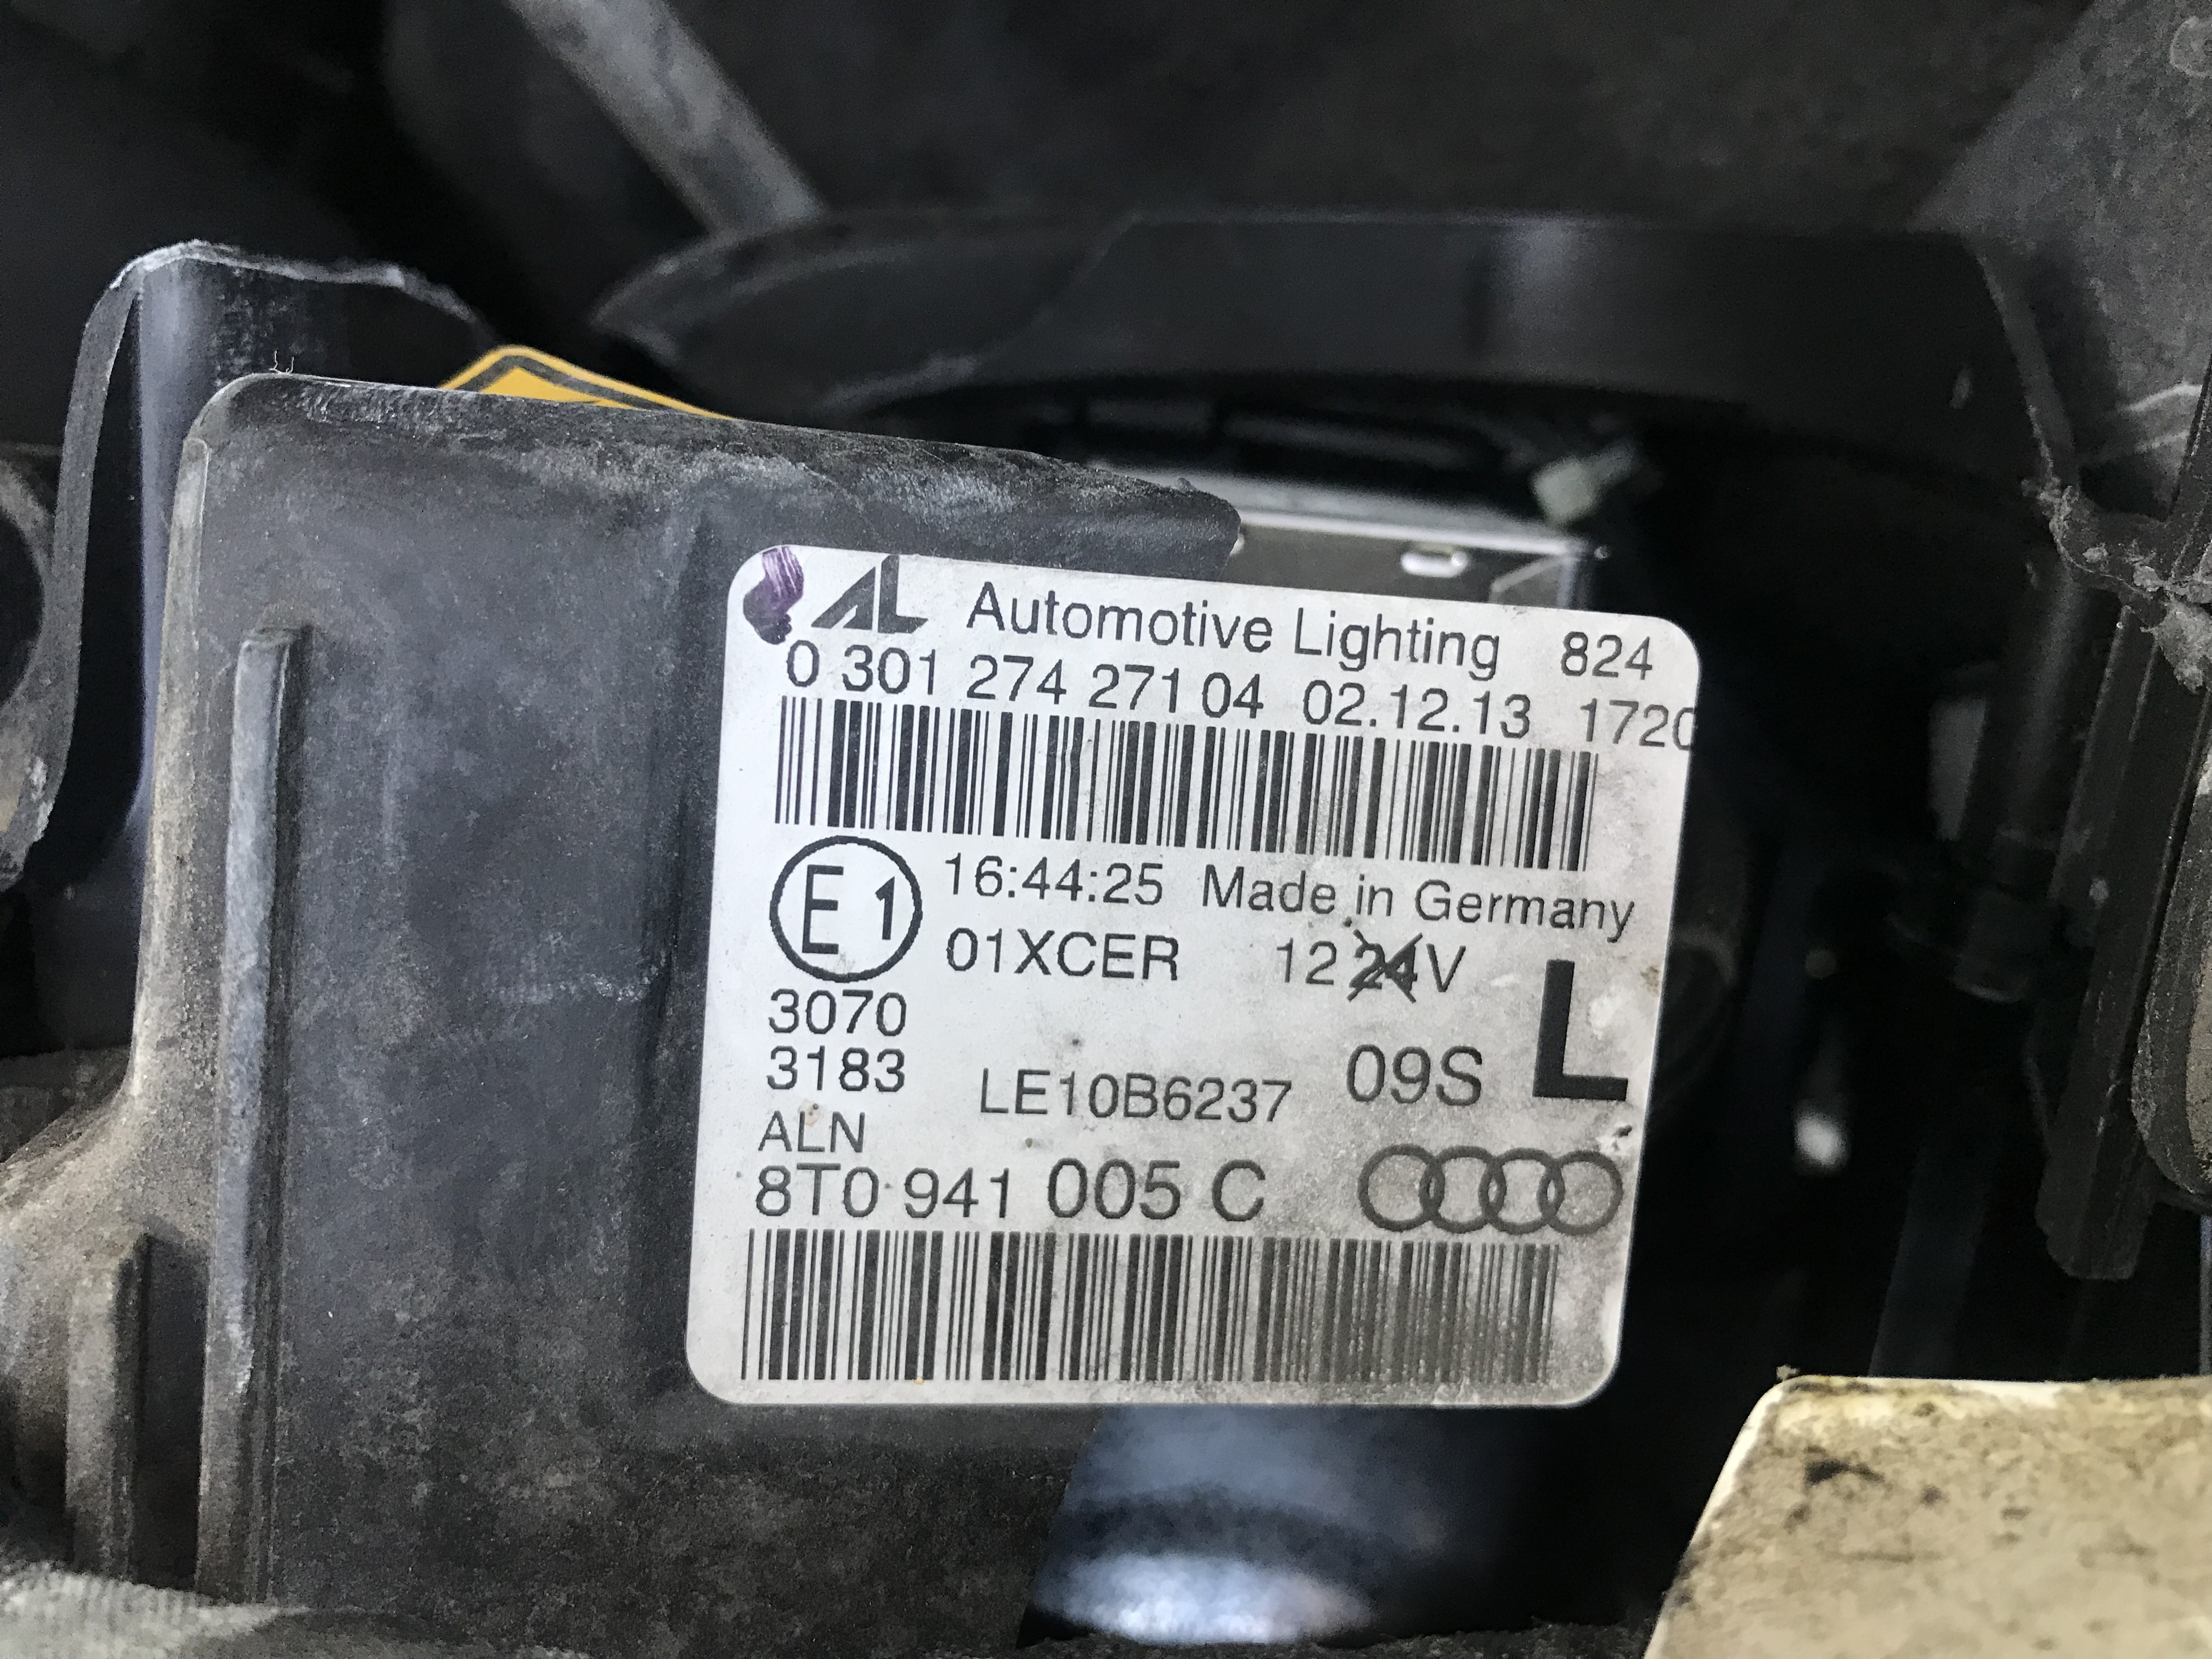 AL Automotive Lighting 824
0 301 274 271 04 02.12.13 1720
E1 16:44:25 Made in Germany
01XCER 12 24V
3070
3183 LE10B6237 09S L
ALN
8T0 941 005 C